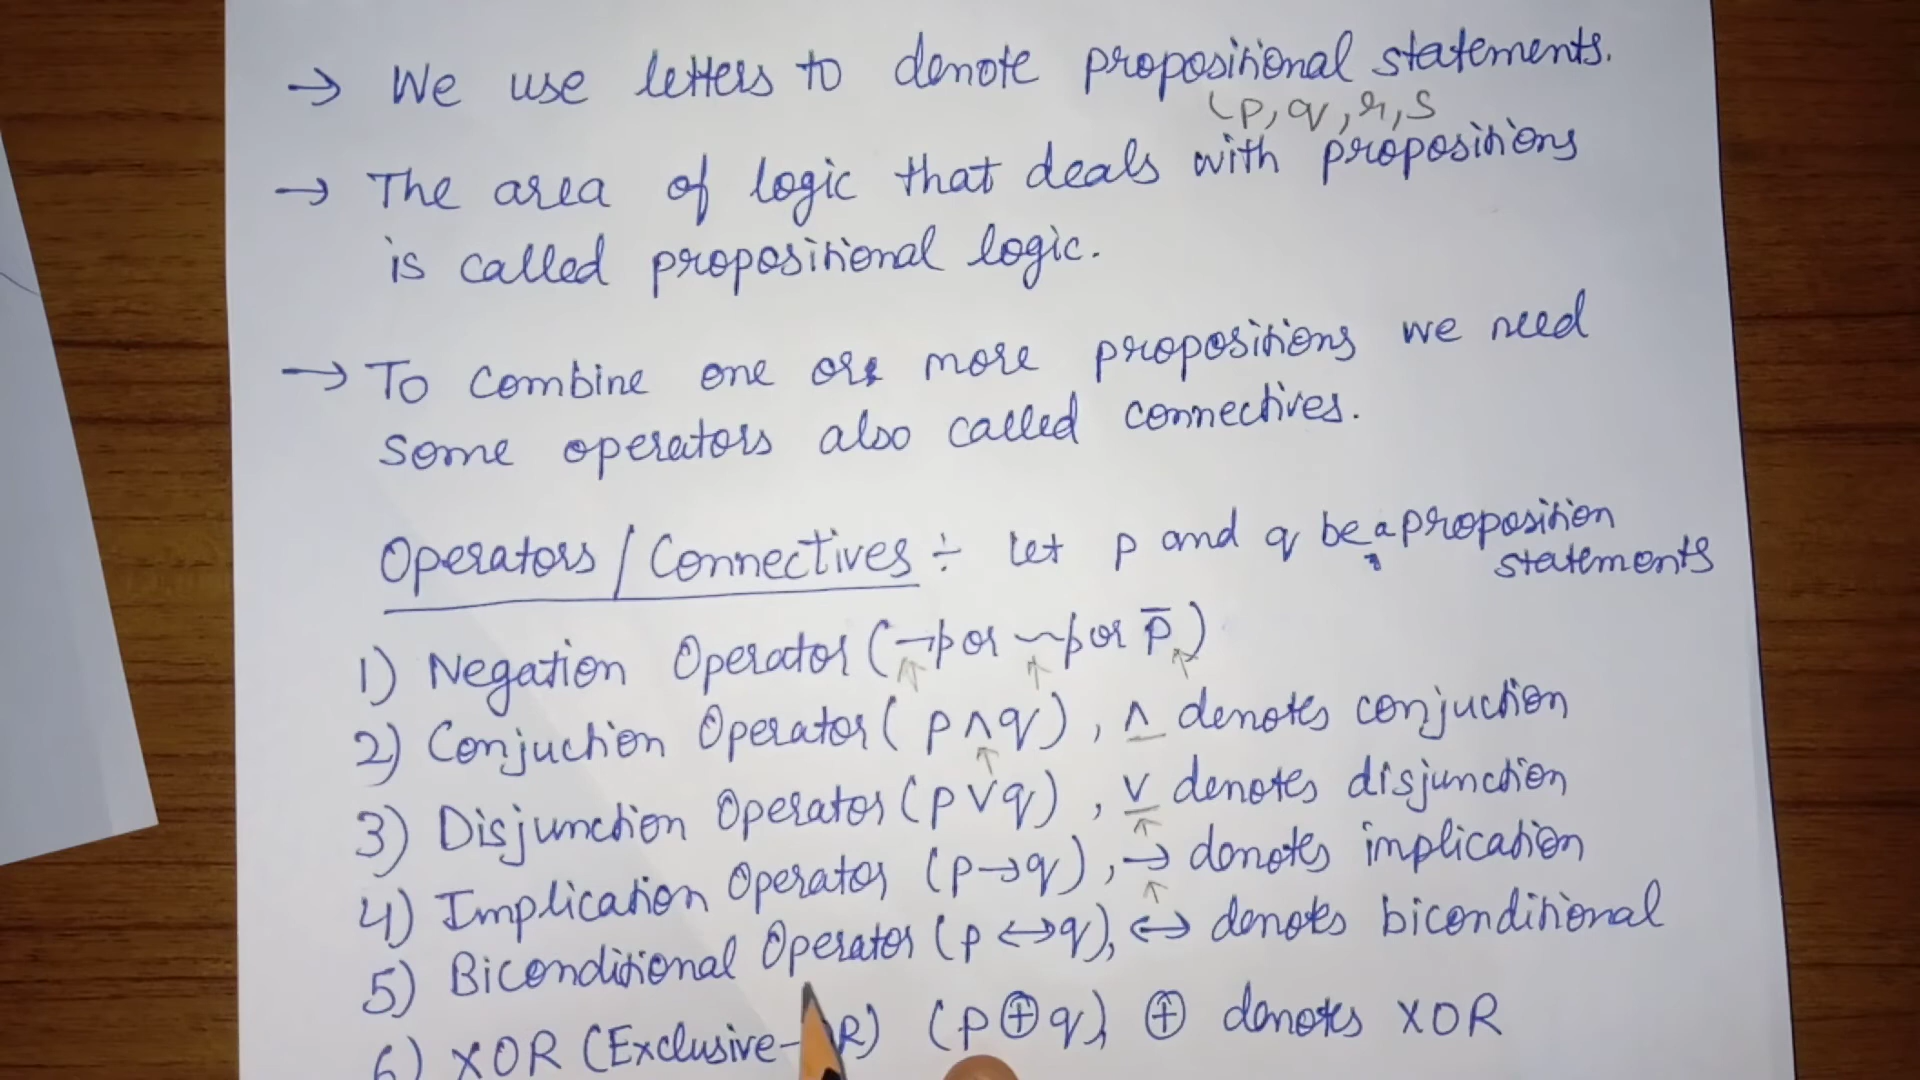 → We use letters to denote propositional statements.
(p, q, r, s
→ The area of logic that deals with propositions
is called propositional logic.
→ To combine one or more propositions we need
some operators also called connectives.
Operators / Connectives ÷ let p and q be a proposition
statements
1) Negation Operator (¬p or ~p or p̅)
2) Conjuction Operator (p ∧ q), ∧ denotes conjuction
3) Disjunction Operator (p ∨ q), ∨ denotes disjunction
4) Implication Operator (p → q), → denotes implication
5) Biconditional Operator (p ↔ q), ↔ denotes biconditional
6) XOR (Exclusive-OR) (p ⊕ q), ⊕ denotes XOR